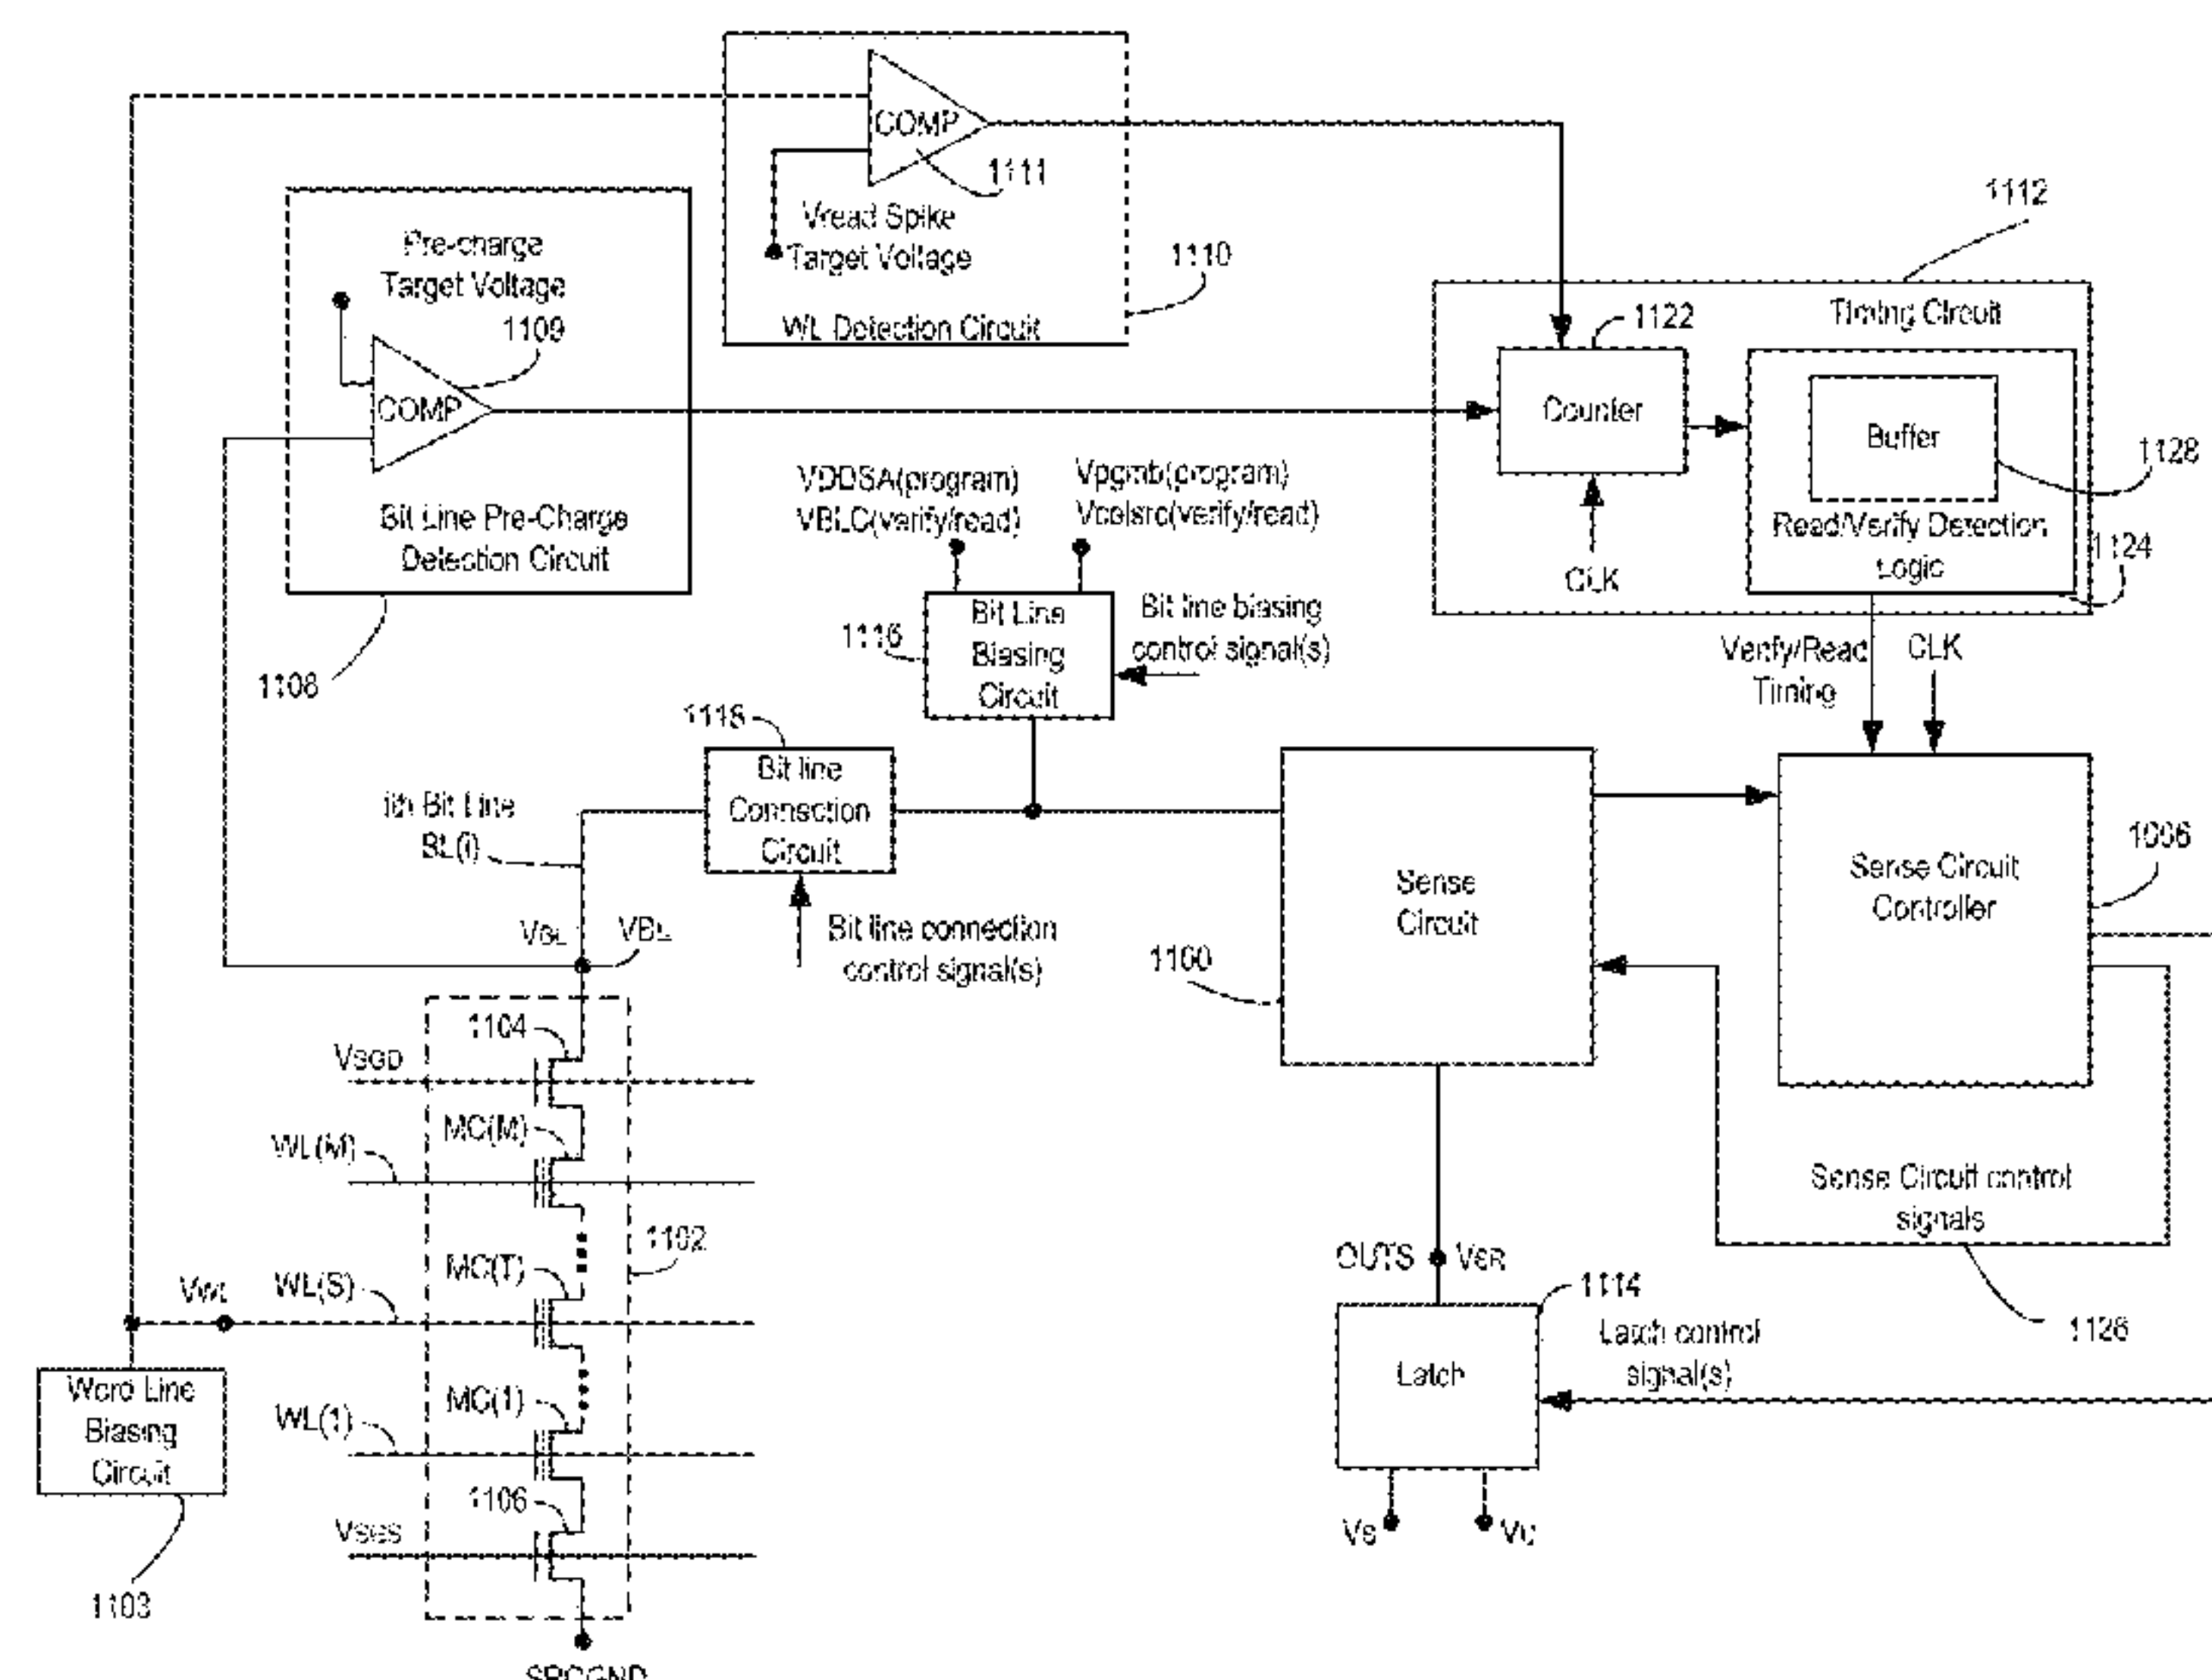 COMP
1111
Vread Spike
Target Voltage
WL Detection Circuit
1110
1112
Pre-charge
Target Voltage
1109
COMP
Bit Line Pre-Charge
Detection Circuit
1108
Timing Circuit
1122
Counter
CLK
Buffer
1128
Read/Verify Detection
Logic
1124
VDDSA(program)
VBLC(verify/read)
Vpgmb(program)
Vcelsrc(verify/read)
1116
Bit Line
Biasing
Circuit
Bit line biasing
control signal(s)
Verify/Read
Timing
CLK
1118
Bit line
Connection
Circuit
ith Bit Line
BL(i)
Bit line connection
control signal(s)
VBL
VBL
Sense
Circuit
1100
Sense Circuit
Controller
Sense Circuit control
signals
1126
1104
VSGD
MC(M)
WL(M)
1102
MC(T)
VWL
WL(S)
MC(1)
WL(1)
1106
VSGS
SRCGND
Word Line
Biasing
Circuit
1103
OUTS
VSR
1114
Latch
Latch control
signal(s)